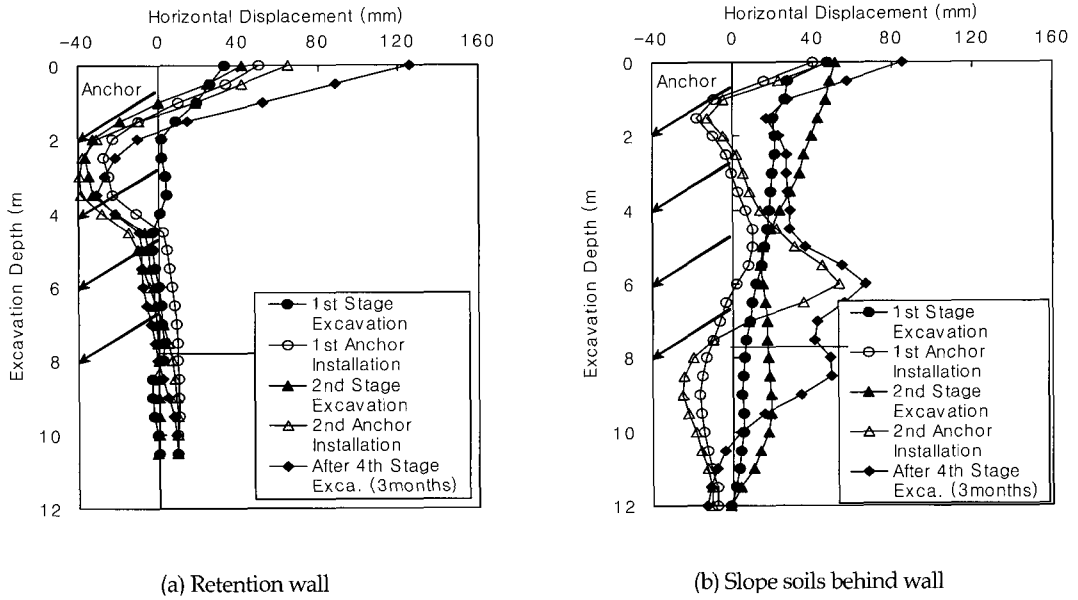 Horizontal Displacement (mm)
-40 0 40 80 120 160
0
2
4
6
8
10
12
Excavation Depth (m
Anchor
1st Stage
Excavation
1st Anchor
Installation
2nd Stage
Excavation
2nd Anchor
Installation
After 4th Stage
Exca. (3months)
(a) Retention wall
Horizontal Displacement (mm)
-40 0 40 80 120 160
0
2
4
6
8
10
12
Excavation Depth (m
Anchor
1st Stage
Excavation
1st Anchor
Installation
2nd Stage
Excavation
2nd Anchor
Installation
After 4th Stage
Exca. (3months)
(b) Slope soils behind wall